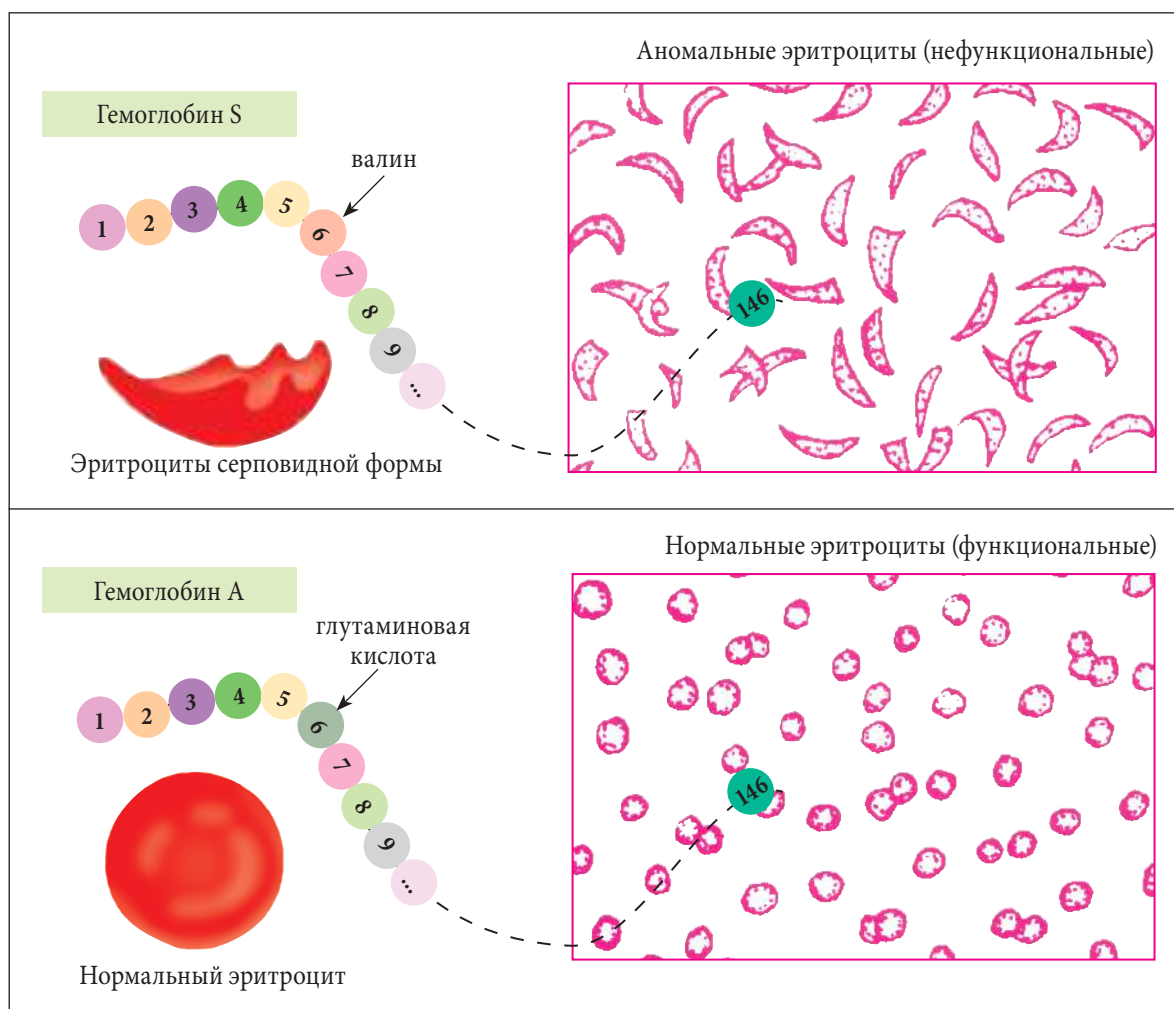 Аномальные эритроциты (нефункциональные)
Гемоглобин S
валин
1 2 3 4 5 6 7 8 9 ... 146
Эритроциты серповидной формы
Нормальные эритроциты (функциональные)
Гемоглобин A
глутаминовая
кислота
1 2 3 4 5 6 7 8 9 ... 146
Нормальный эритроцит